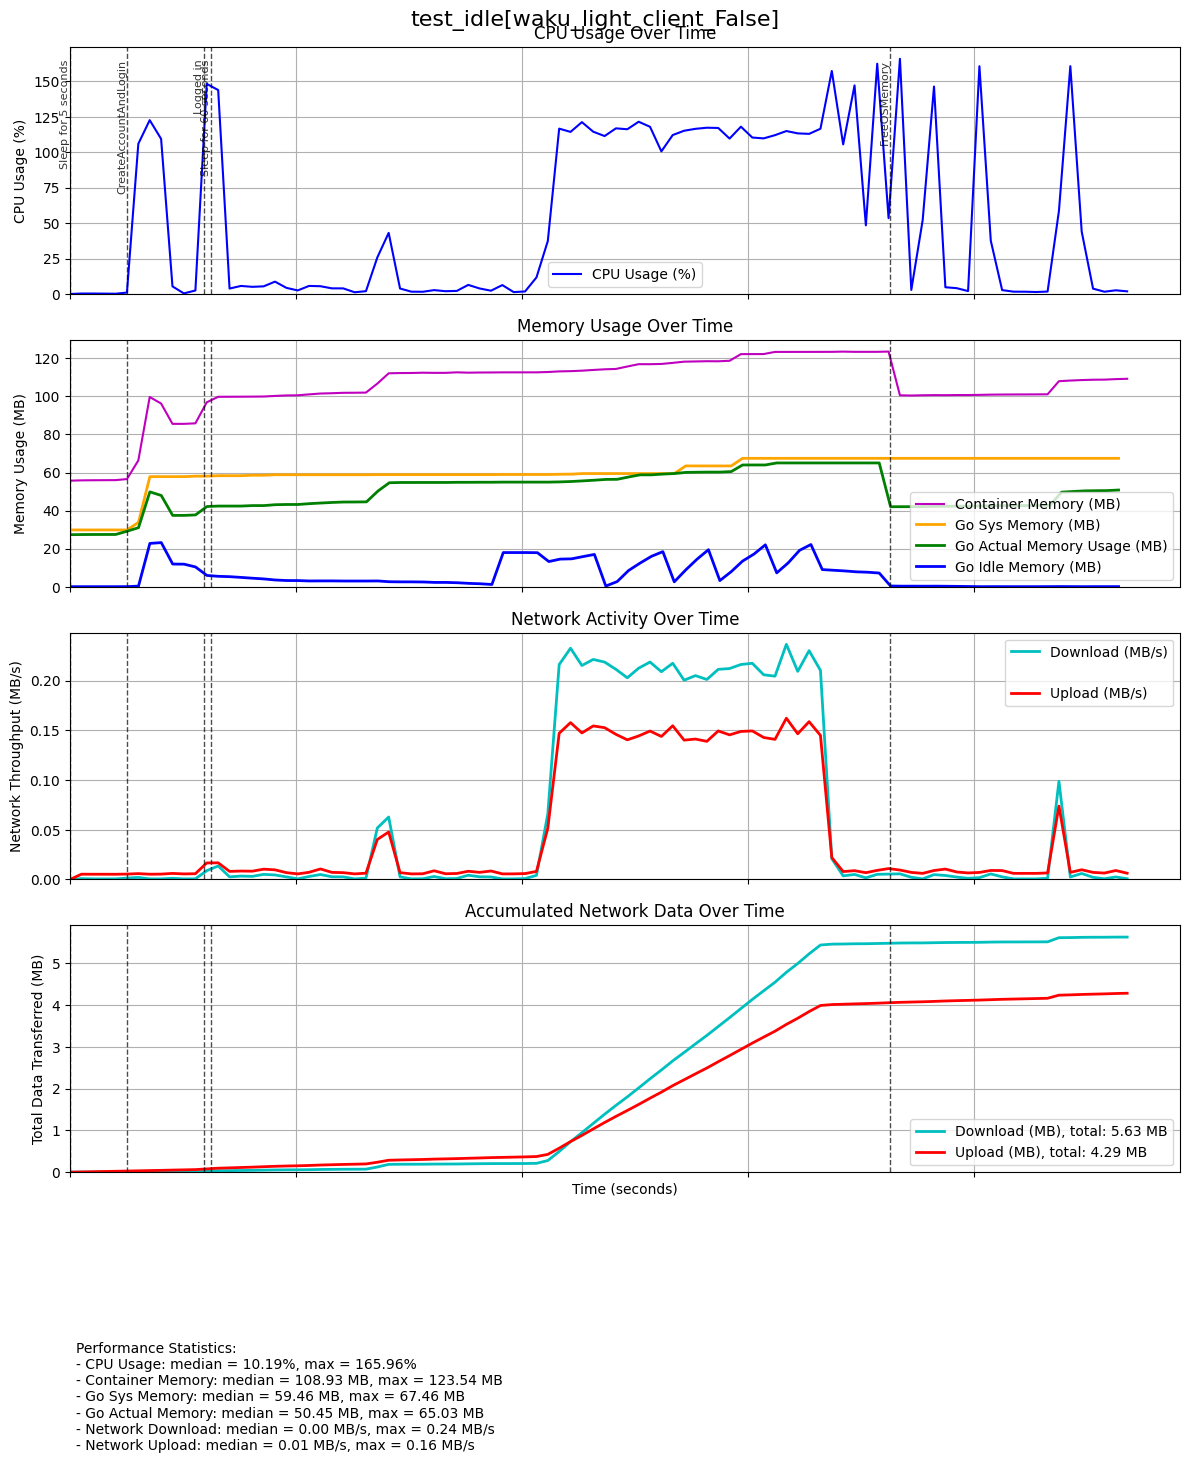 test_idle[waku_light_client_False]
CPU Usage Over Time
CPU Usage (%)
150
125
100
75
50
25
0
Sleep for 5 seconds
CreateAccountAndLogin
Logged in
Sleep for 60 seconds
FreeOSMemory
CPU Usage (%)
Memory Usage Over Time
Memory Usage (MB)
120
100
80
60
40
20
0
Container Memory (MB)
Go Sys Memory (MB)
Go Actual Memory Usage (MB)
Go Idle Memory (MB)
Network Activity Over Time
Network Throughput (MB/s)
0.20
0.15
0.10
0.05
0.00
Download (MB/s)
Upload (MB/s)
Accumulated Network Data Over Time
Total Data Transferred (MB)
5
4
3
2
1
0
Download (MB), total: 5.63 MB
Upload (MB), total: 4.29 MB
Time (seconds)
Performance Statistics:
- CPU Usage: median = 10.19%, max = 165.96%
- Container Memory: median = 108.93 MB, max = 123.54 MB
- Go Sys Memory: median = 59.46 MB, max = 67.46 MB
- Go Actual Memory: median = 50.45 MB, max = 65.03 MB
- Network Download: median = 0.00 MB/s, max = 0.24 MB/s
- Network Upload: median = 0.01 MB/s, max = 0.16 MB/s